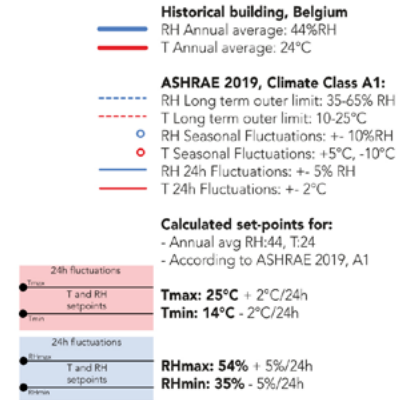 Historical building, Belgium
RH Annual average: 44%RH
T Annual average: 24°C
ASHRAE 2019, Climate Class A1:
RH Long term outer limit: 35-65% RH
T Long term outer limit: 10-25°C
RH Seasonal Fluctuations: +- 10%RH
T Seasonal Fluctuations: +5°C, -10°C
RH 24h Fluctuations: +- 5% RH
T 24h Fluctuations: +- 2°C
Calculated set-points for:
- Annual avg RH:44, T:24
- According to ASHRAE 2019, A1
24h fluctuations
Tmax
T and RH
setpoints
Tmin
Tmax: 25°C + 2°C/24h
Tmin: 14°C - 2°C/24h
24h fluctuations
RHmax
T and RH
setpoints
RHmin
RHmax: 54% + 5%/24h
RHmin: 35% - 5%/24h